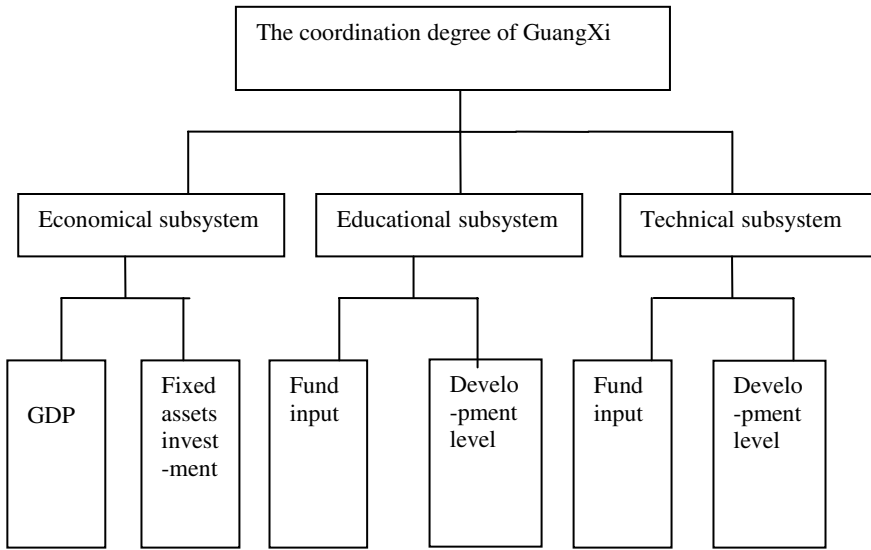 The coordination degree of GuangXi
Economical subsystem
Educational subsystem
Technical subsystem
GDP
Fixed
assets
invest
-ment
Fund
input
Develo
-pment
level
Fund
input
Develo
-pment
level